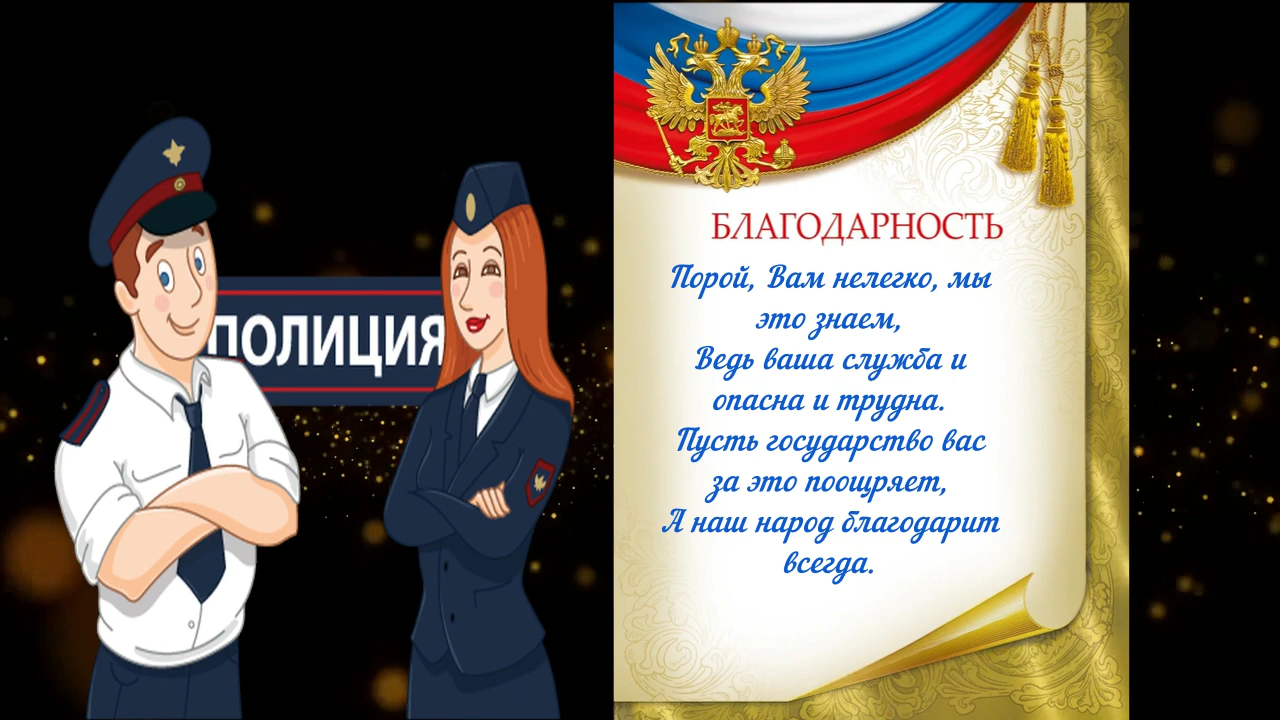 ПОЛИЦИЯ
БЛАГОДАРНОСТЬ
Порой, Вам нелегко, мы
это знаем,
Ведь ваша служба и
опасна и трудна.
Пусть государство вас
за это поощряет,
А наш народ благодарит
всегда.